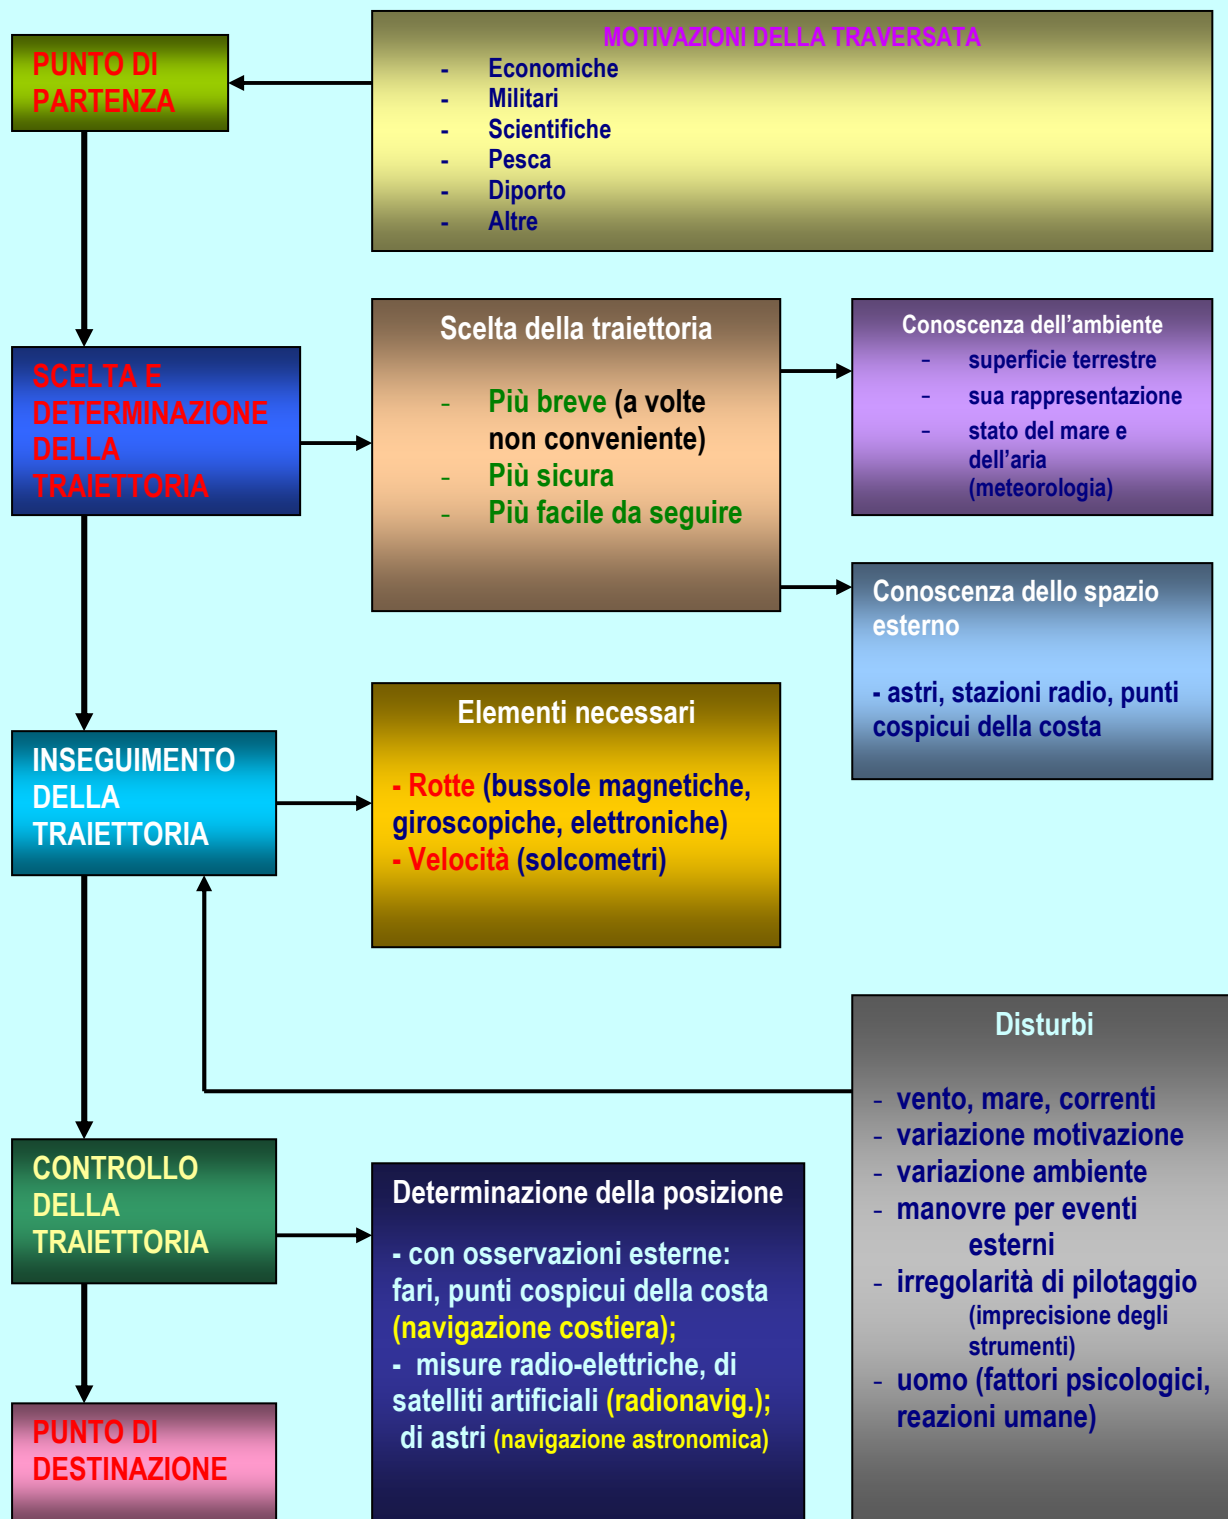 PUNTO DI
PARTENZA
MOTIVAZIONI DELLA TRAVERSATA
- Economiche
- Militari
- Scientifiche
- Pesca
- Diporto
- Altre
SCELTA E
DETERMINAZIONE
DELLA
TRAIETTORIA
Scelta della traiettoria
- Più breve (a volte
non conveniente)
- Più sicura
- Più facile da seguire
Conoscenza dell’ambiente
- superficie terrestre
- sua rappresentazione
- stato del mare e
dell’aria
(meteorologia)
Conoscenza dello spazio
esterno
- astri, stazioni radio, punti
cospicui della costa
INSEGUIMENTO
DELLA
TRAIETTORIA
Elementi necessari
- Rotte (bussole magnetiche,
giroscopiche, elettroniche)
- Velocità (solcometri)
Disturbi
- vento, mare, correnti
- variazione motivazione
- variazione ambiente
- manovre per eventi
esterni
- irregolarità di pilotaggio
(imprecisione degli
strumenti)
- uomo (fattori psicologici,
reazioni umane)
CONTROLLO
DELLA
TRAIETTORIA
Determinazione della posizione
- con osservazioni esterne:
fari, punti cospicui della costa
(navigazione costiera);
- misure radio-elettriche, di
satelliti artificiali (radionavig.);
di astri (navigazione astronomica)
PUNTO DI
DESTINAZIONE